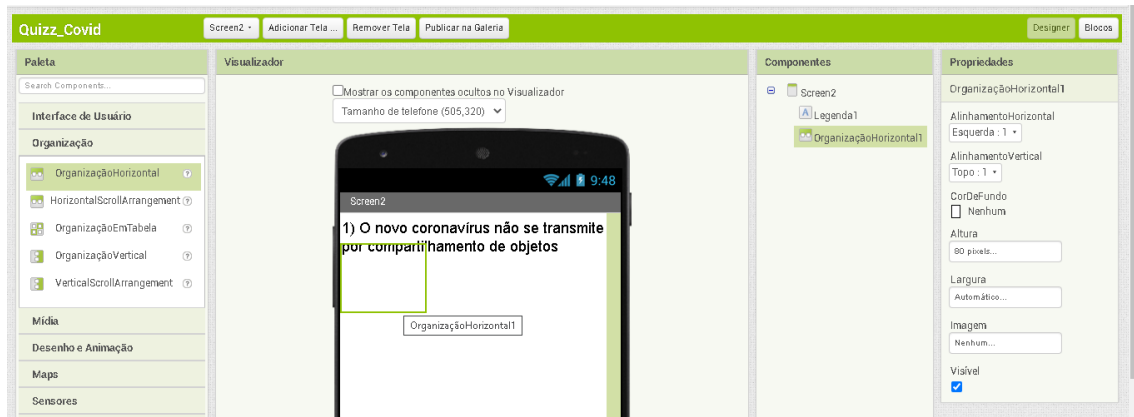 Quizz_Covid
Screen2
Adicionar Tela ...
Remover Tela
Publicar na Galeria
Designer
Blocos
Paleta
Search Components...
Interface de Usuário
Organização
OrganizaçãoHorizontal
HorizontalScrollArrangement
OrganizaçãoEmTabela
OrganizaçãoVertical
VerticalScrollArrangement
Mídia
Desenho e Animação
Maps
Sensores
Visualizador
Mostrar os componentes ocultos no Visualizador
Tamanho de telefone (505,320)
9:48
Screen2
1) O novo coronavírus não se transmite
por compartilhamento de objetos
OrganizaçãoHorizontal1
Componentes
Screen2
Legenda1
OrganizaçãoHorizontal1
Propriedades
OrganizaçãoHorizontal1
AlinhamentoHorizontal
Esquerda : 1
AlinhamentoVertical
Topo : 1
CorDeFundo
Nenhum
Altura
80 pixels...
Largura
Automático...
Imagem
Nenhum...
Visível